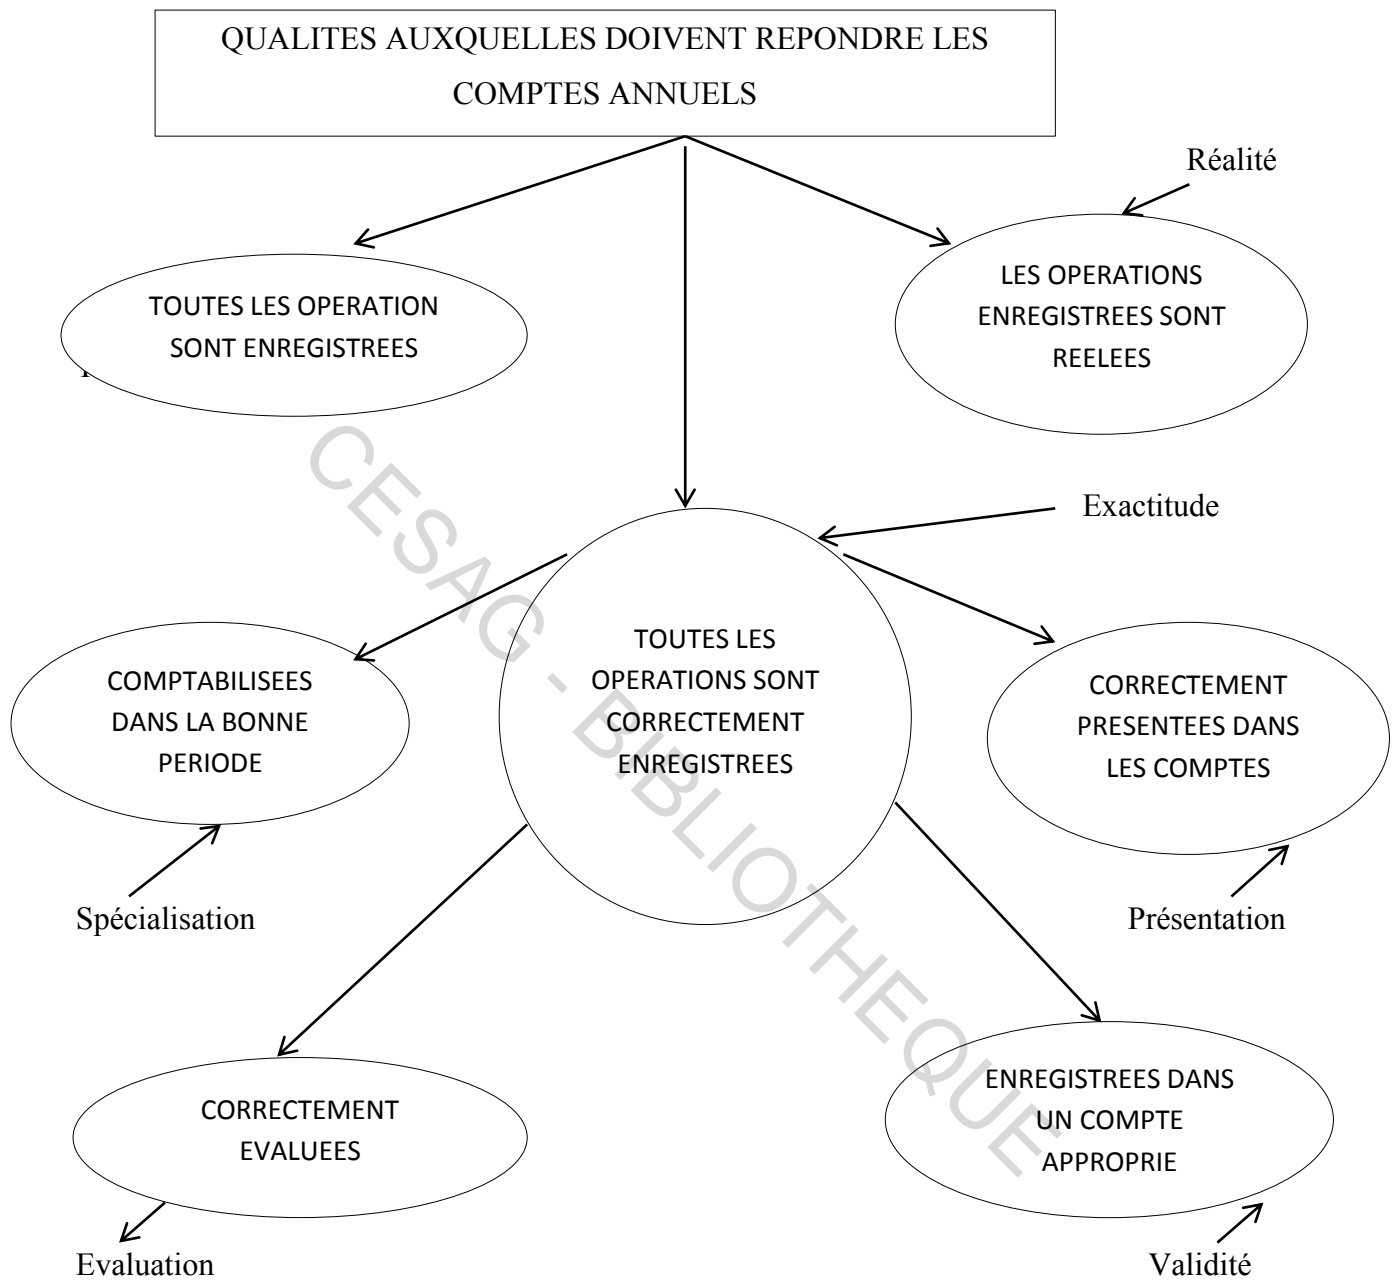 QUALITES AUXQUELLES DOIVENT REPONDRE LES
COMPTES ANNUELS
Réalité
TOUTES LES OPERATION
SONT ENREGISTREES
LES OPERATIONS
ENREGISTREES SONT
REELEES
Exactitude
TOUTES LES
OPERATIONS SONT
CORRECTEMENT
ENREGISTREES
COMPTABILISEES
DANS LA BONNE
PERIODE
CORRECTEMENT
PRESENTEES DANS
LES COMPTES
Spécialisation
Présentation
CORRECTEMENT
EVALUEES
ENREGISTREES DANS
UN COMPTE
APPROPRIE
Evaluation
Validité
CESAG - BIBLIOTHEQUE